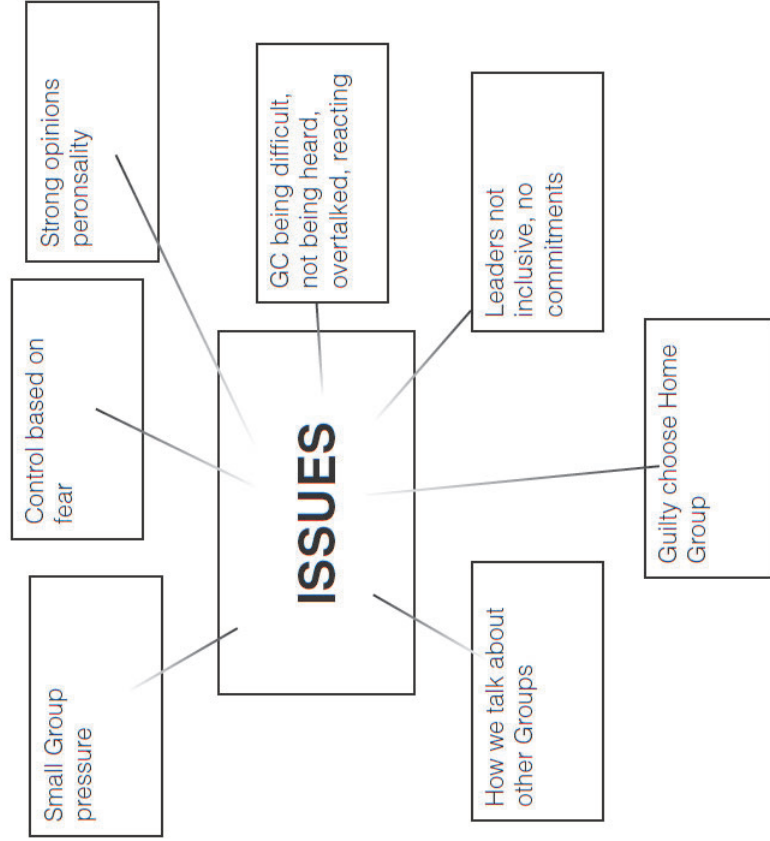 Small Group
pressure
Control based on
fear
Strong opinions
peronsality
ISSUES
GC being difficult,
not being heard,
overtalked, reacting
How we talk about
other Groups
Leaders not
inclusive, no
commitments
Guilty choose Home
Group